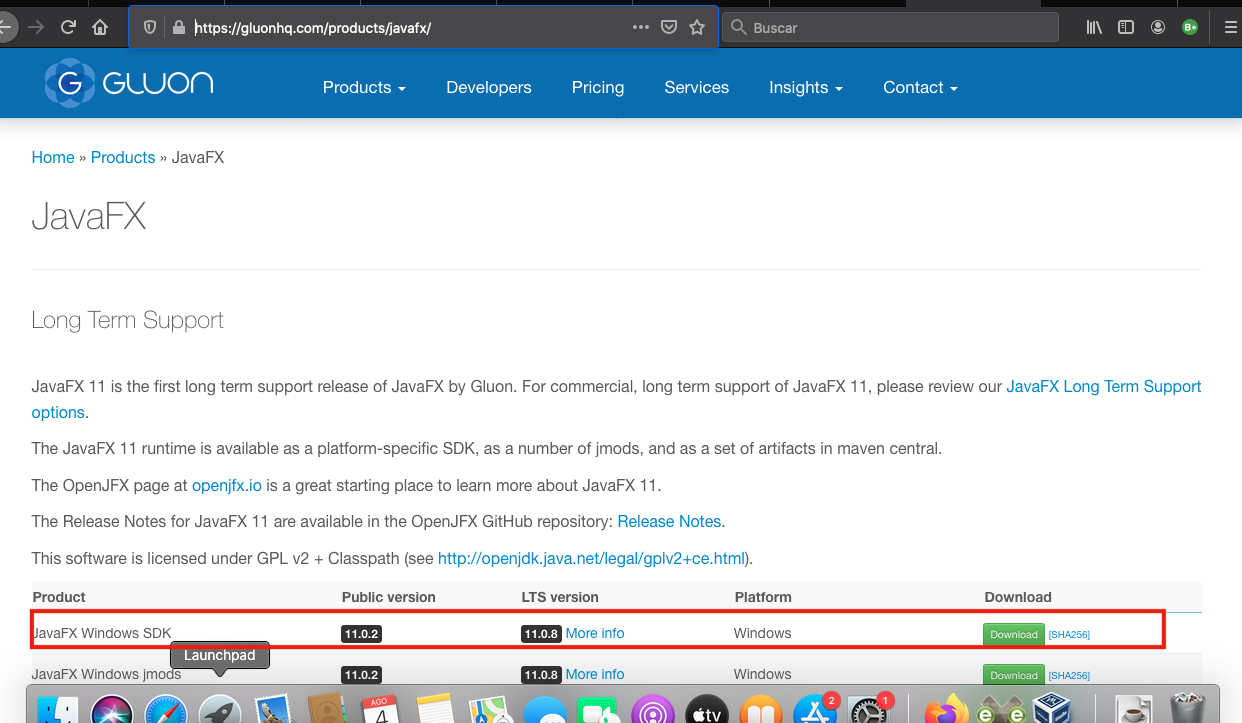 https://gluonhq.com/products/javafx/
Buscar
B+
G GLUON
Products
Developers
Pricing
Services
Insights
Contact
Home » Products » JavaFX
JavaFX
Long Term Support
JavaFX 11 is the first long term support release of JavaFX by Gluon. For commercial, long term support of JavaFX 11, please review our JavaFX Long Term Support
options.
The JavaFX 11 runtime is available as a platform-specific SDK, as a number of jmods, and as a set of artifacts in maven central.
The OpenJFX page at openjfx.io is a great starting place to learn more about JavaFX 11.
The Release Notes for JavaFX 11 are available in the OpenJFX GitHub repository: Release Notes.
This software is licensed under GPL v2 + Classpath (see http://openjdk.java.net/legal/gplv2+ce.html).
Product Public version LTS version Platform Download
JavaFX Windows SDK 11.0.2 11.0.8 More info Windows Download [SHA256]
Launchpad
JavaFX Windows jmods 11.0.2 11.0.8 More info Windows Download [SHA256]
AGO
4
tv
2
1
e e